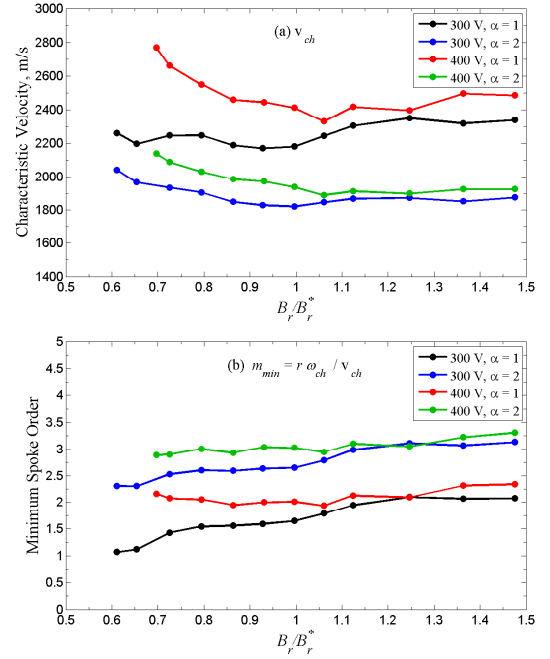 (a) v_ch
300 V, α = 1
300 V, α = 2
400 V, α = 1
400 V, α = 2
Characteristic Velocity, m/s
3000
2800
2600
2400
2200
2000
1800
1600
1400
0.5 0.6 0.7 0.8 0.9 1 1.1 1.2 1.3 1.4 1.5
B_r/B_r^*
(b) m_min = r ω_ch / v_ch
300 V, α = 1
300 V, α = 2
400 V, α = 1
400 V, α = 2
Minimum Spoke Order
5
4.5
4
3.5
3
2.5
2
1.5
1
0.5
0
0.5 0.6 0.7 0.8 0.9 1 1.1 1.2 1.3 1.4 1.5
B_r/B_r^*